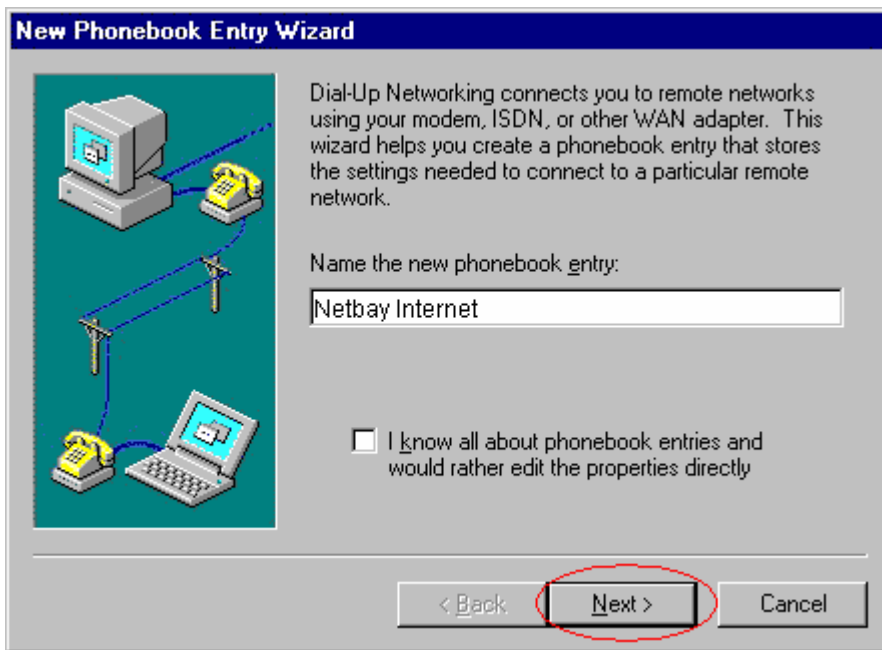 New Phonebook Entry Wizard
Dial-Up Networking connects you to remote networks
using your modem, ISDN, or other WAN adapter.  This
wizard helps you create a phonebook entry that stores
the settings needed to connect to a particular remote
network.
Name the new phonebook entry:
Netbay Internet
I know all about phonebook entries and
would rather edit the properties directly
< Back
Next >
Cancel